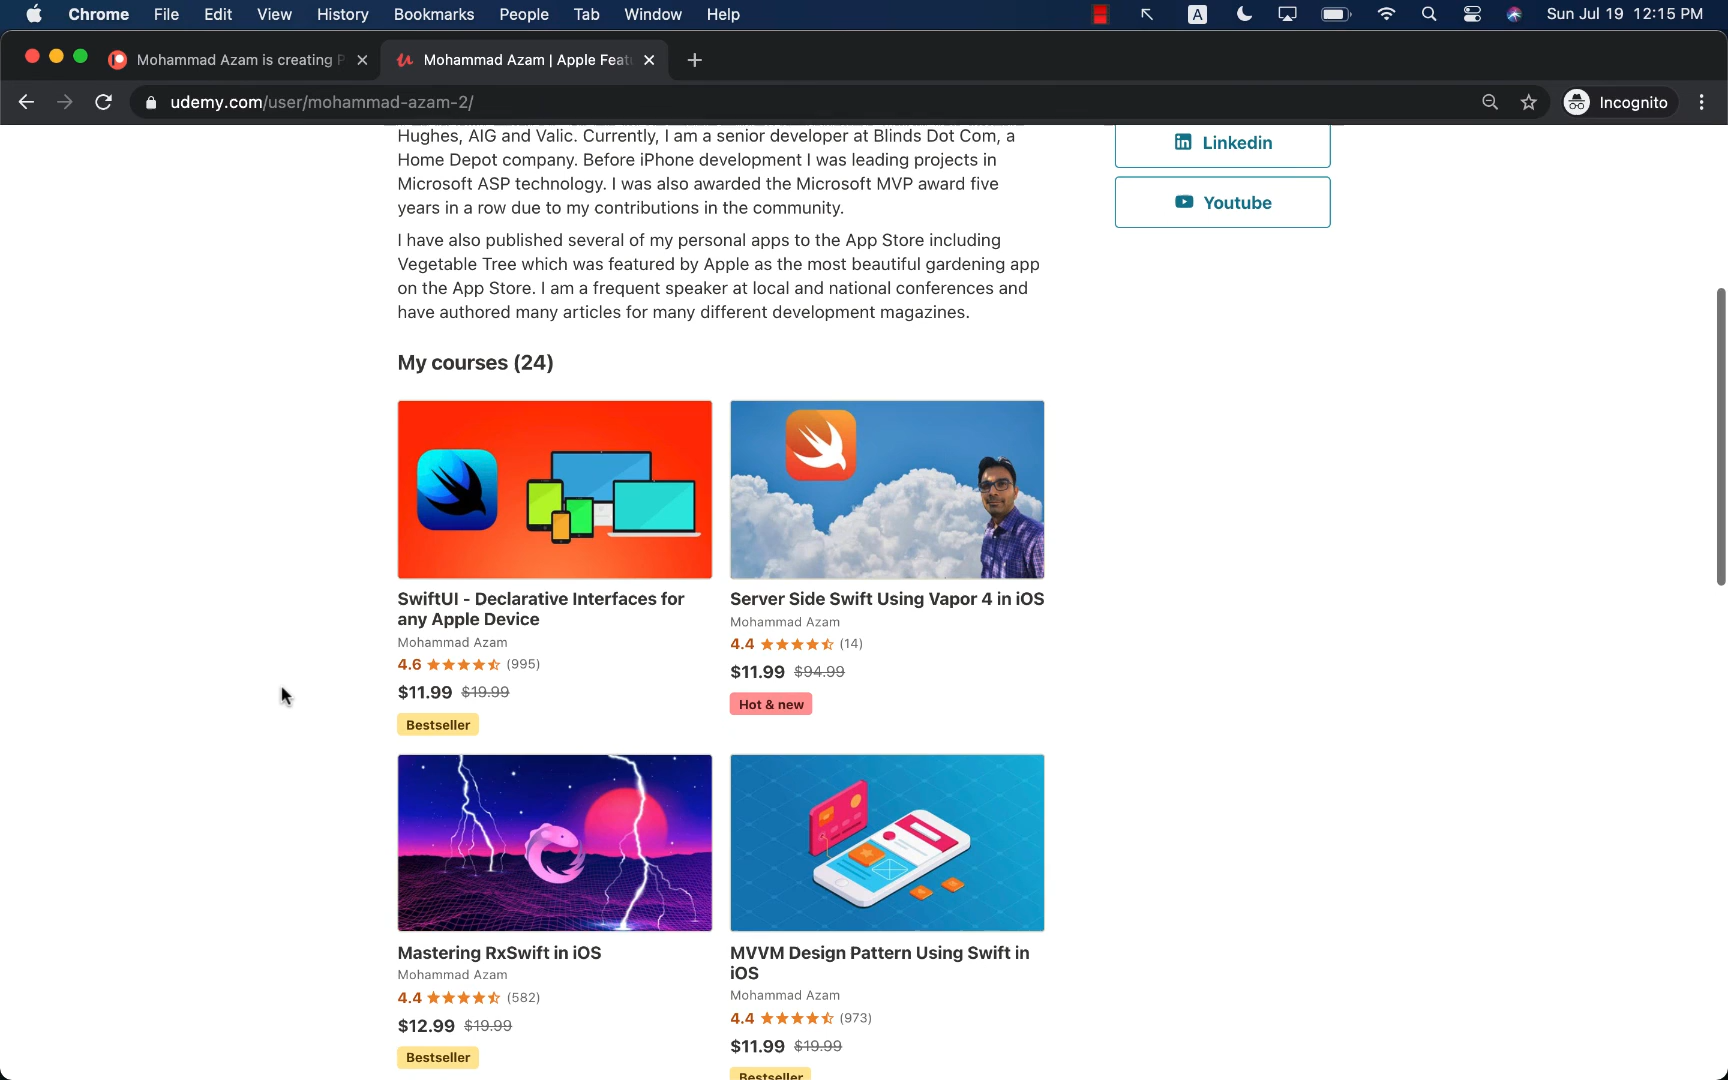 Chrome File Edit View History Bookmarks People Tab Window Help
A
Sun Jul 19 12:15 PM
Mohammad Azam is creating P
Mohammad Azam | Apple Feat
udemy.com/user/mohammad-azam-2/
Incognito
Hughes, AIG and Valic. Currently, I am a senior developer at Blinds Dot Com, a
Home Depot company. Before iPhone development I was leading projects in
Microsoft ASP technology. I was also awarded the Microsoft MVP award five
years in a row due to my contributions in the community.
I have also published several of my personal apps to the App Store including
Vegetable Tree which was featured by Apple as the most beautiful gardening app
on the App Store. I am a frequent speaker at local and national conferences and
have authored many articles for many different development magazines.
Linkedin
Youtube
My courses (24)
SwiftUI - Declarative Interfaces for
any Apple Device
Mohammad Azam
4.6 (995)
$11.99 $19.99
Bestseller
Server Side Swift Using Vapor 4 in iOS
Mohammad Azam
4.4 (14)
$11.99 $94.99
Hot & new
Mastering RxSwift in iOS
Mohammad Azam
4.4 (582)
$12.99 $19.99
Bestseller
MVVM Design Pattern Using Swift in
iOS
Mohammad Azam
4.4 (973)
$11.99 $19.99
Bestseller